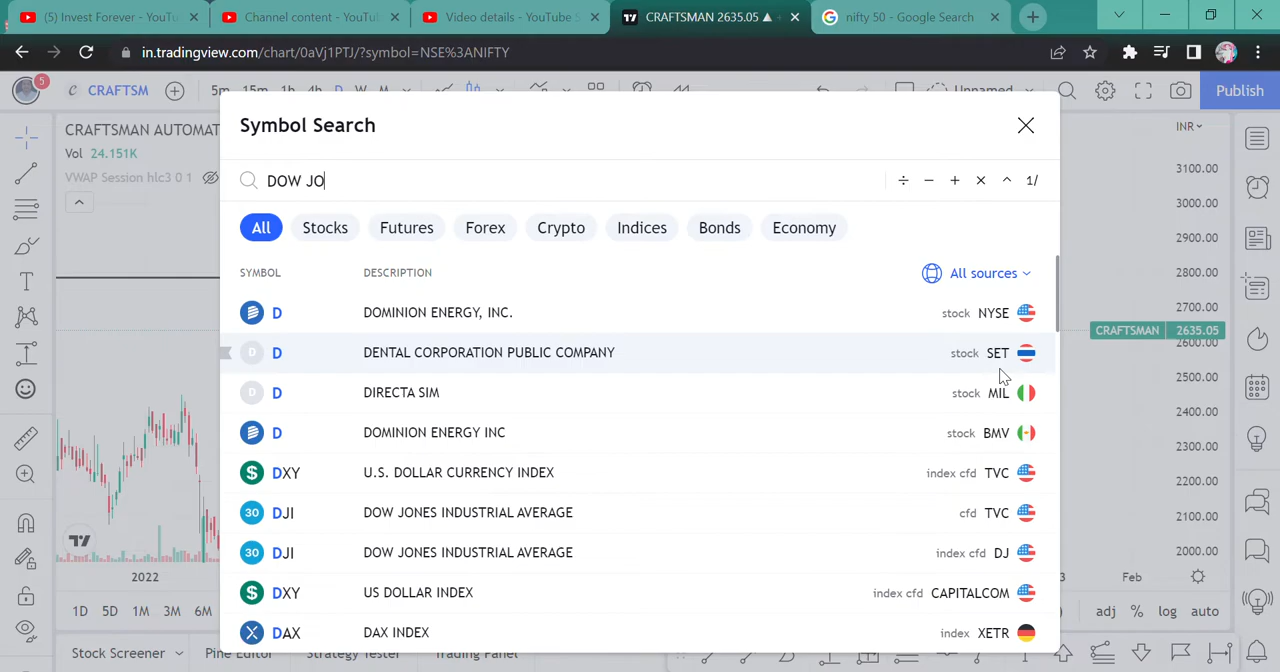 (5) Invest Forever - YouTu
Channel content - YouTu
Video details - YouTube S
CRAFTSMAN 2635.05 ▲
nifty 50 - Google Search
in.tradingview.com/chart/0aVj1PTJ/?symbol=NSE%3ANIFTY
5
CRAFTSM
5m 15m 1h 4h D W M
Unnamed
Publish
CRAFTSMAN AUTOMAT
Vol 24.151K
VWAP Session hlc3 0 1
Symbol Search
DOW JO
1/
All Stocks Futures Forex Crypto Indices Bonds Economy
SYMBOL DESCRIPTION All sources
D DOMINION ENERGY, INC. stock NYSE
D D DENTAL CORPORATION PUBLIC COMPANY stock SET
D D DIRECTA SIM stock MIL
D DOMINION ENERGY INC stock BMV
$ DXY U.S. DOLLAR CURRENCY INDEX index cfd TVC
30 DJI DOW JONES INDUSTRIAL AVERAGE cfd TVC
30 DJI DOW JONES INDUSTRIAL AVERAGE index cfd DJ
$ DXY US DOLLAR INDEX index cfd CAPITALCOM
X DAX DAX INDEX index XETR
INR
3100.00
3000.00
2900.00
2800.00
2700.00
CRAFTSMAN 2635.05
2600.00
2500.00
2400.00
2300.00
2200.00
2100.00
2000.00
2022
3 Feb
1D 5D 1M 3M 6M
adj % log auto
Stock Screener Pine Editor Strategy Tester Trading Panel